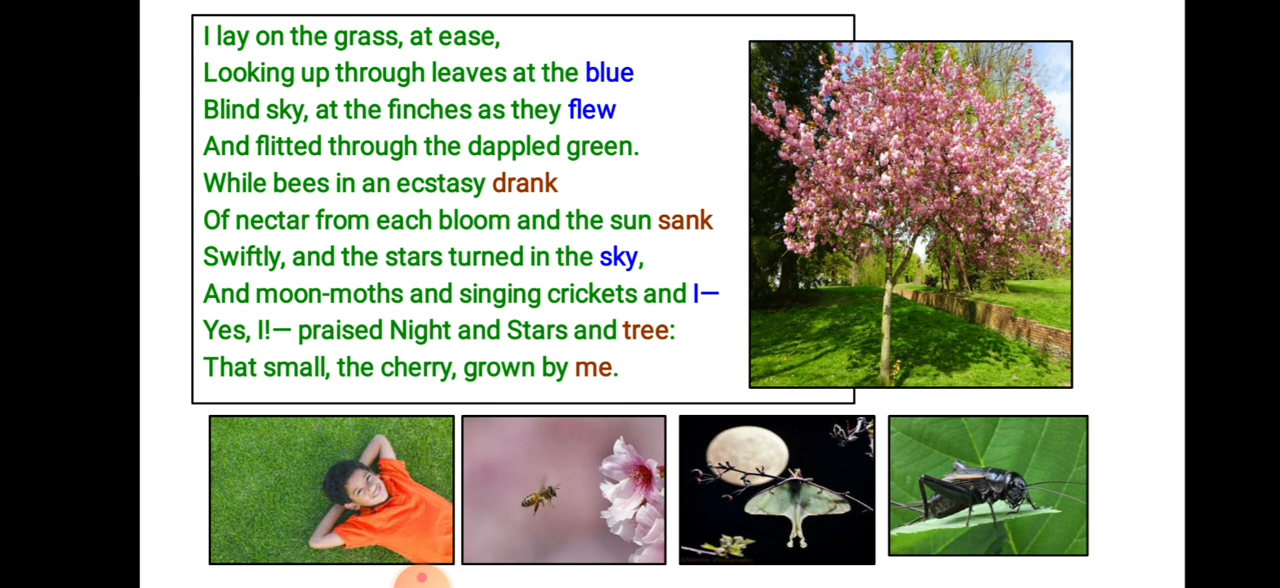 I lay on the grass, at ease,
Looking up through leaves at the blue
Blind sky, at the finches as they flew
And flitted through the dappled green.
While bees in an ecstasy drank
Of nectar from each bloom and the sun sank
Swiftly, and the stars turned in the sky,
And moon-moths and singing crickets and I—
Yes, I!— praised Night and Stars and tree:
That small, the cherry, grown by me.